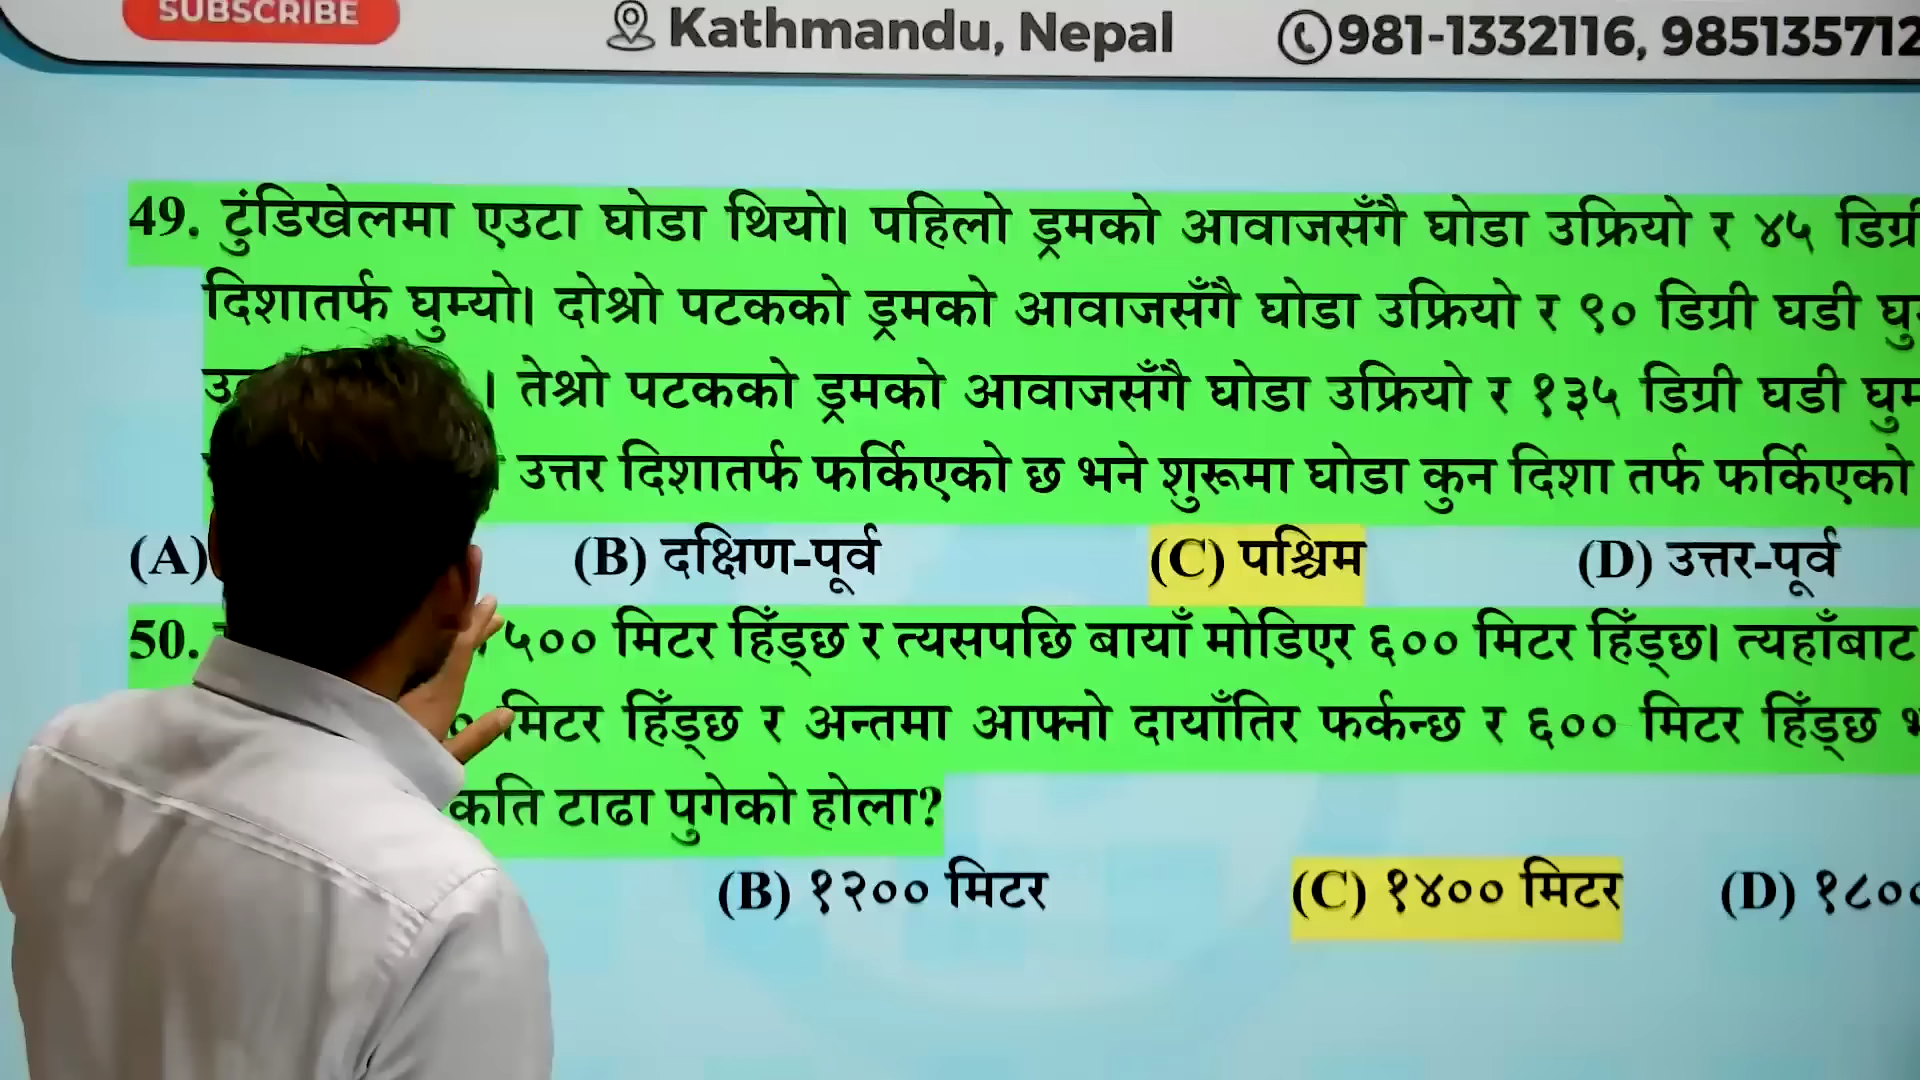 SUBSCRIBE
Kathmandu, Nepal
981-1332116, 985135712
49. टुंडिखेलमा एउटा घोडा थियो। पहिलो ड्रमको आवाजसँगै घोडा उफ्रियो र ४५ डिग्री
दिशातर्फ घुम्यो। दोश्रो पटकको ड्रमको आवाजसँगै घोडा उफ्रियो र ९० डिग्री घडी
। तेश्रो पटकको ड्रमको आवाजसँगै घोडा उफ्रियो र १३५ डिग्री घडी
उत्तर दिशातर्फ फर्किएको छ भने शुरूमा घोडा कुन दिशा तर्फ फर्किएको
(A) (B) दक्षिण-पूर्व (C) पश्चिम (D) उत्तर-पूर्व
50. ५०० मिटर हिँड्छ र त्यसपछि बायाँ मोडिएर ६०० मिटर हिँड्छ। त्यहाँबाट
मिटर हिँड्छ र अन्तमा आफ्नो दायाँतिर फर्कन्छ र ६०० मिटर हिँड्छ
कति टाढा पुगेको होला?
(B) १२०० मिटर (C) १४०० मिटर (D) १८००